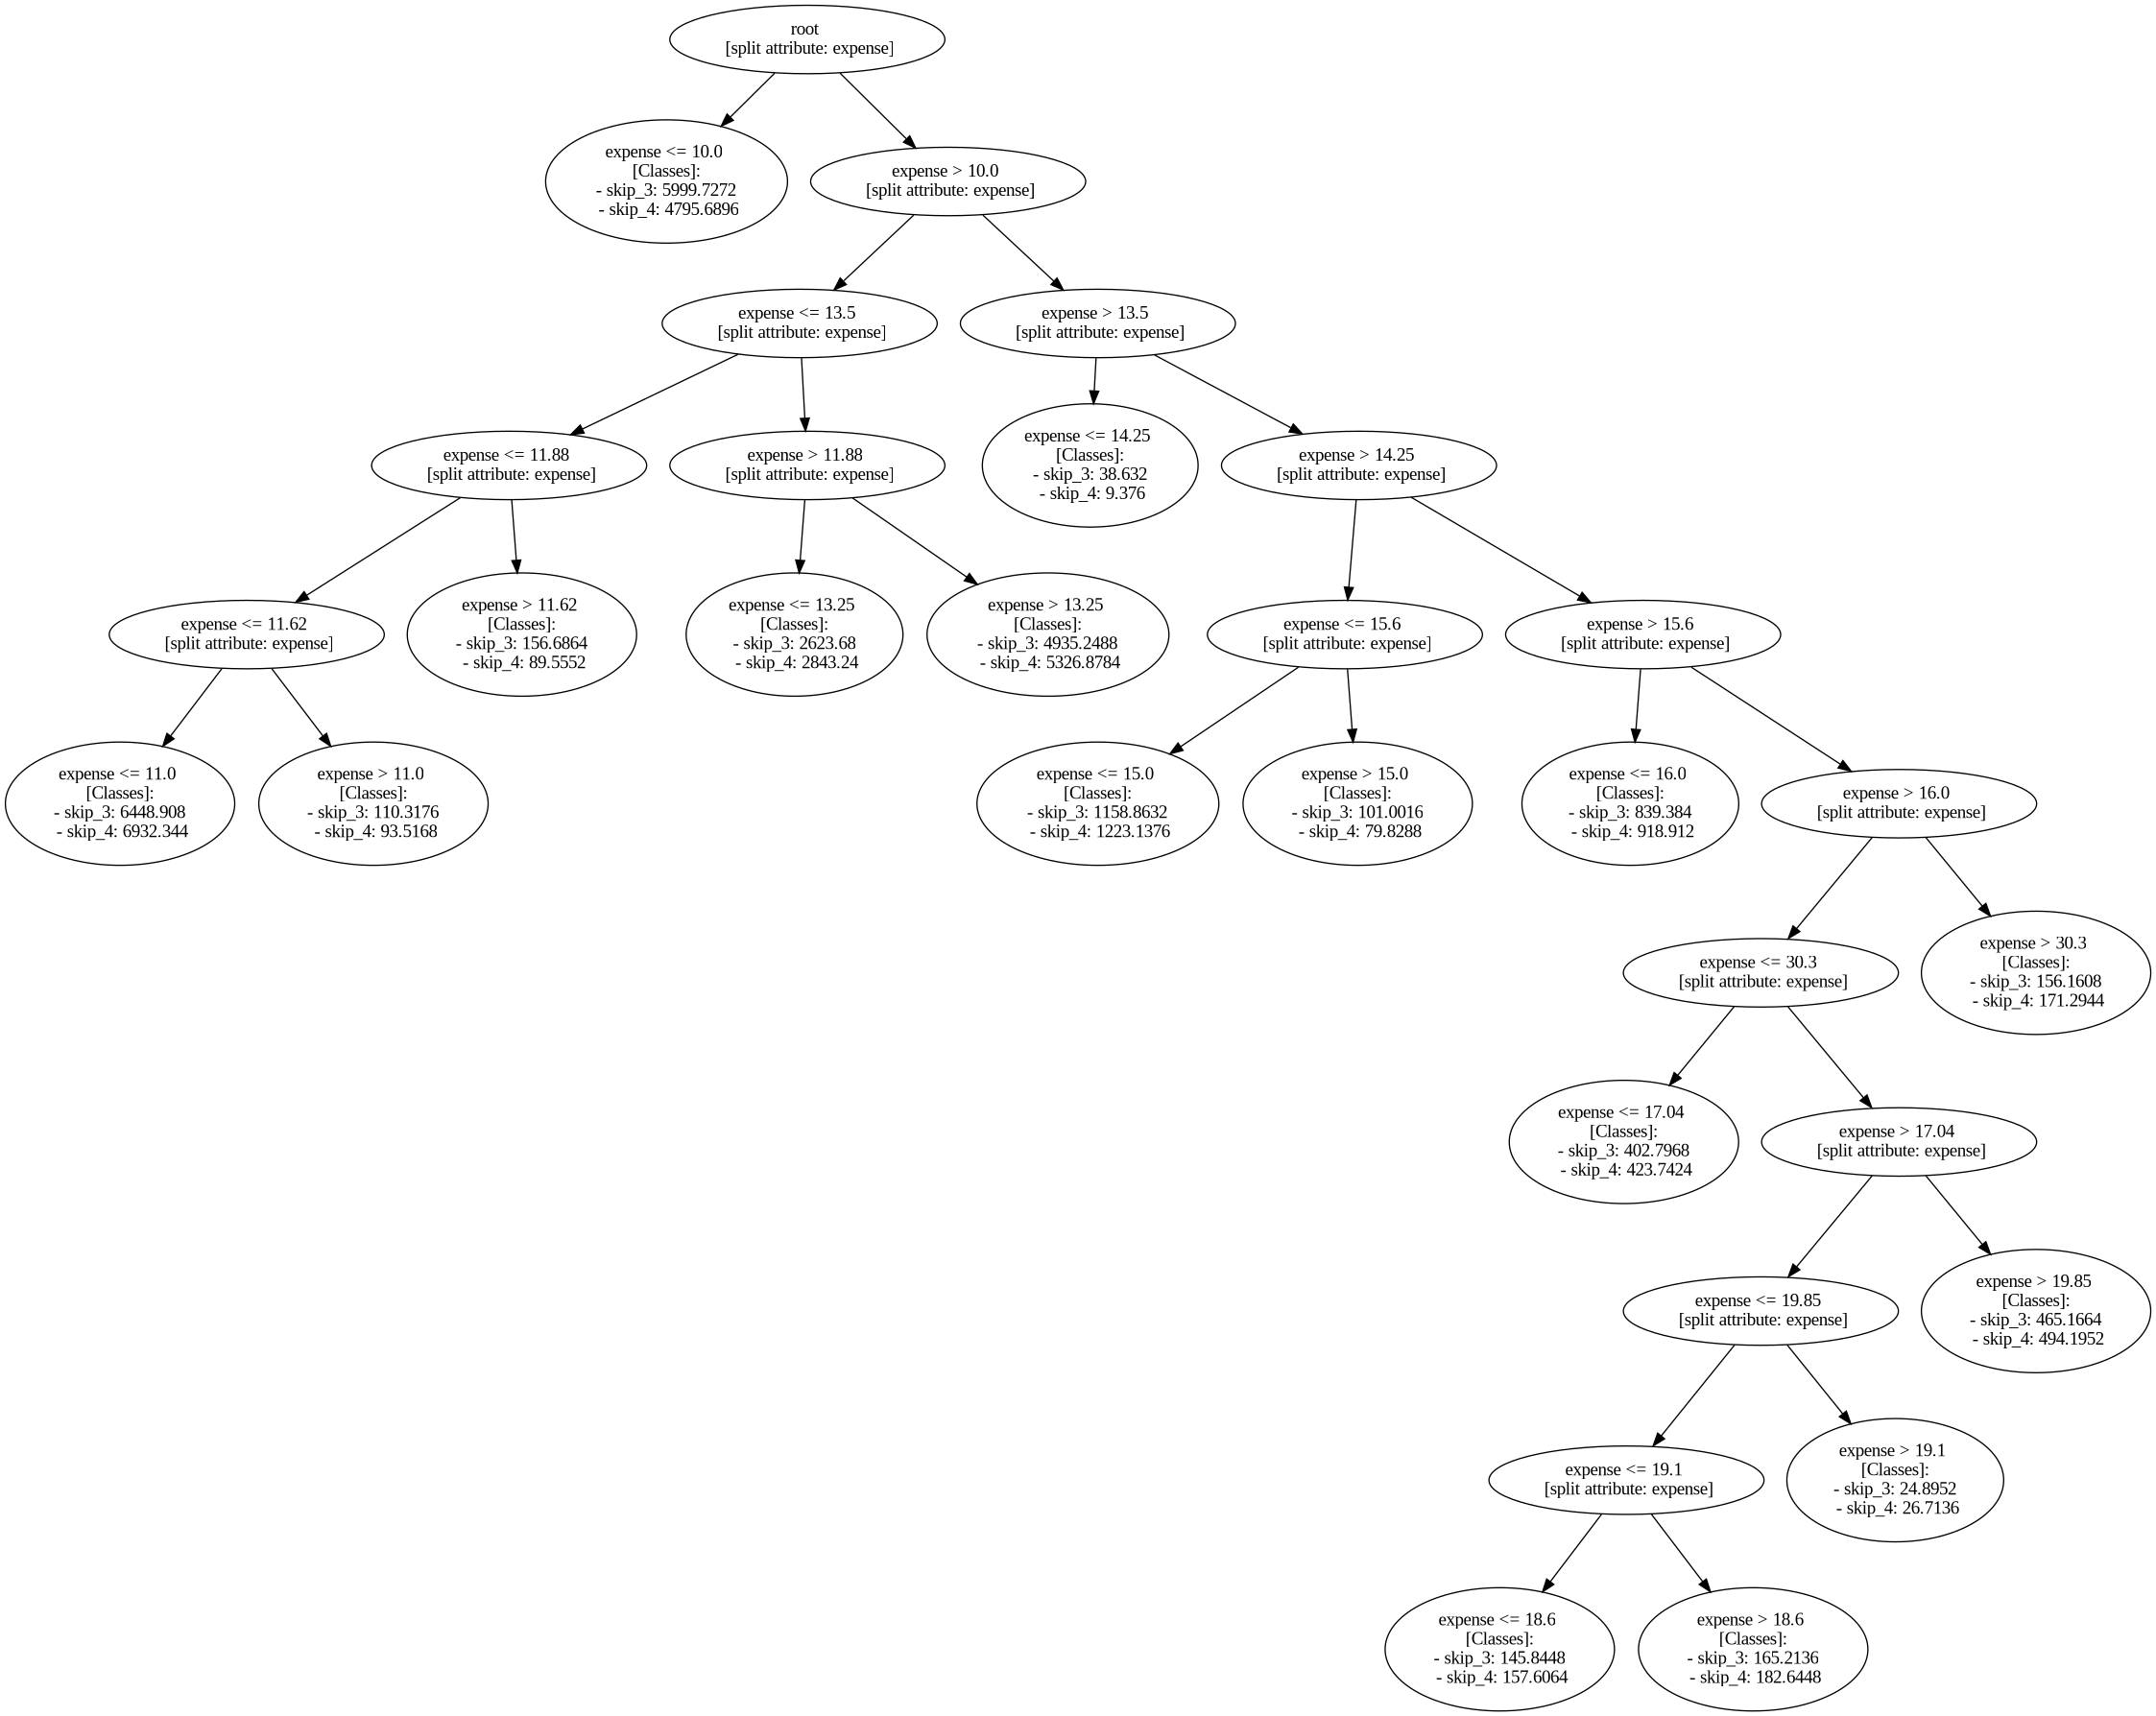 root
[split attribute: expense]
expense <= 10.0
[Classes]:
- skip_3: 5999.7272
- skip_4: 4795.6896
expense > 10.0
[split attribute: expense]
expense <= 13.5
[split attribute: expense]
expense > 13.5
[split attribute: expense]
expense <= 11.88
[split attribute: expense]
expense > 11.88
[split attribute: expense]
expense <= 14.25
[Classes]:
- skip_3: 38.632
- skip_4: 9.376
expense > 14.25
[split attribute: expense]
expense <= 11.62
[split attribute: expense]
expense > 11.62
[Classes]:
- skip_3: 156.6864
- skip_4: 89.5552
expense <= 13.25
[Classes]:
- skip_3: 2623.68
- skip_4: 2843.24
expense > 13.25
[Classes]:
- skip_3: 4935.2488
- skip_4: 5326.8784
expense <= 15.6
[split attribute: expense]
expense > 15.6
[split attribute: expense]
expense <= 11.0
[Classes]:
- skip_3: 6448.908
- skip_4: 6932.344
expense > 11.0
[Classes]:
- skip_3: 110.3176
- skip_4: 93.5168
expense <= 15.0
[Classes]:
- skip_3: 1158.8632
- skip_4: 1223.1376
expense > 15.0
[Classes]:
- skip_3: 101.0016
- skip_4: 79.8288
expense <= 16.0
[Classes]:
- skip_3: 839.384
- skip_4: 918.912
expense > 16.0
[split attribute: expense]
expense <= 30.3
[split attribute: expense]
expense > 30.3
[Classes]:
- skip_3: 156.1608
- skip_4: 171.2944
expense <= 17.04
[Classes]:
- skip_3: 402.7968
- skip_4: 423.7424
expense > 17.04
[split attribute: expense]
expense <= 19.85
[split attribute: expense]
expense > 19.85
[Classes]:
- skip_3: 465.1664
- skip_4: 494.1952
expense <= 19.1
[split attribute: expense]
expense > 19.1
[Classes]:
- skip_3: 24.8952
- skip_4: 26.7136
expense <= 18.6
[Classes]:
- skip_3: 145.8448
- skip_4: 157.6064
expense > 18.6
[Classes]:
- skip_3: 165.2136
- skip_4: 182.6448